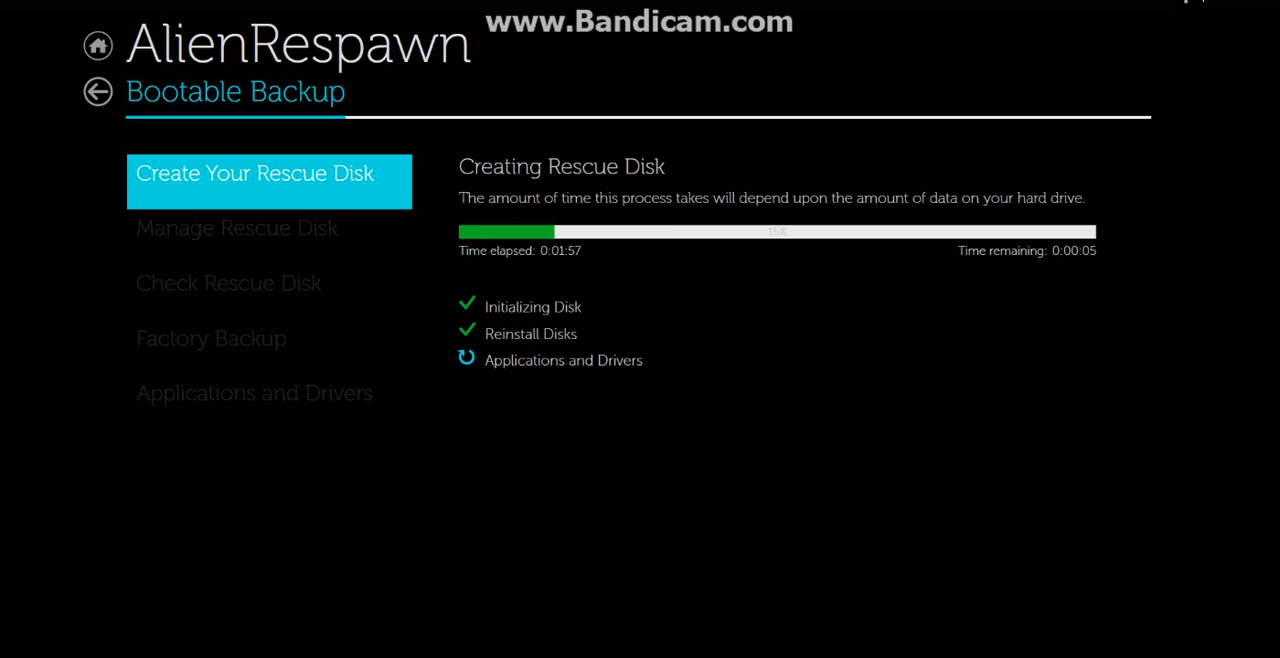 www.Bandicam.com
AlienRespawn
Bootable Backup
Create Your Rescue Disk
Manage Rescue Disk
Check Rescue Disk
Factory Backup
Applications and Drivers
Creating Rescue Disk
The amount of time this process takes will depend upon the amount of data on your hard drive.
15%
Time elapsed: 0:01:57
Time remaining: 0:00:05
Initializing Disk
Reinstall Disks
Applications and Drivers